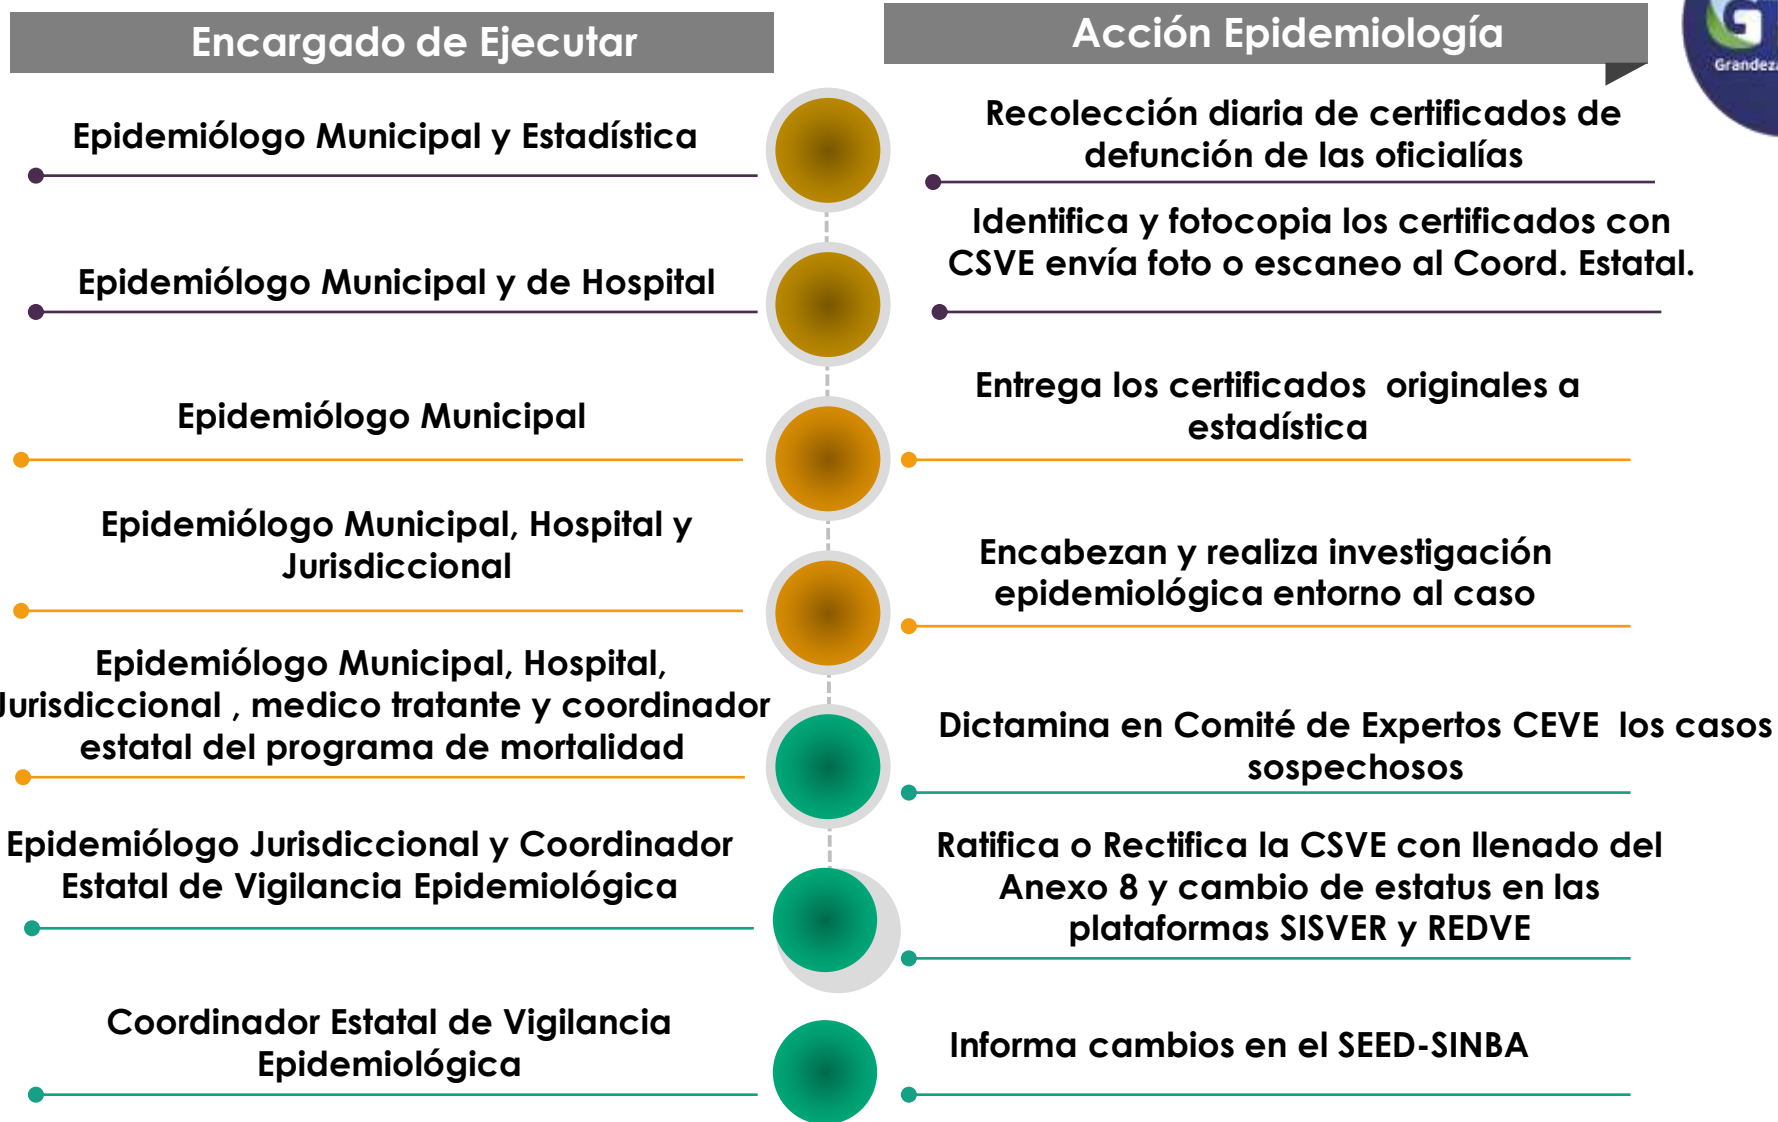 Encargado de Ejecutar
Acción Epidemiología
G
Grandeza
Epidemiólogo Municipal y Estadística
Recolección diaria de certificados de
defunción de las oficialías
Epidemiólogo Municipal y de Hospital
Identifica y fotocopia los certificados con
CSVE envía foto o escaneo al Coord. Estatal.
Epidemiólogo Municipal
Entrega los certificados originales a
estadística
Epidemiólogo Municipal, Hospital y
Jurisdiccional
Encabezan y realiza investigación
epidemiológica entorno al caso
Epidemiólogo Municipal, Hospital,
Jurisdiccional , medico tratante y coordinador
estatal del programa de mortalidad
Dictamina en Comité de Expertos CEVE los casos
sospechosos
Epidemiólogo Jurisdiccional y Coordinador
Estatal de Vigilancia Epidemiológica
Ratifica o Rectifica la CSVE con llenado del
Anexo 8 y cambio de estatus en las
plataformas SISVER y REDVE
Coordinador Estatal de Vigilancia
Epidemiológica
Informa cambios en el SEED-SINBA